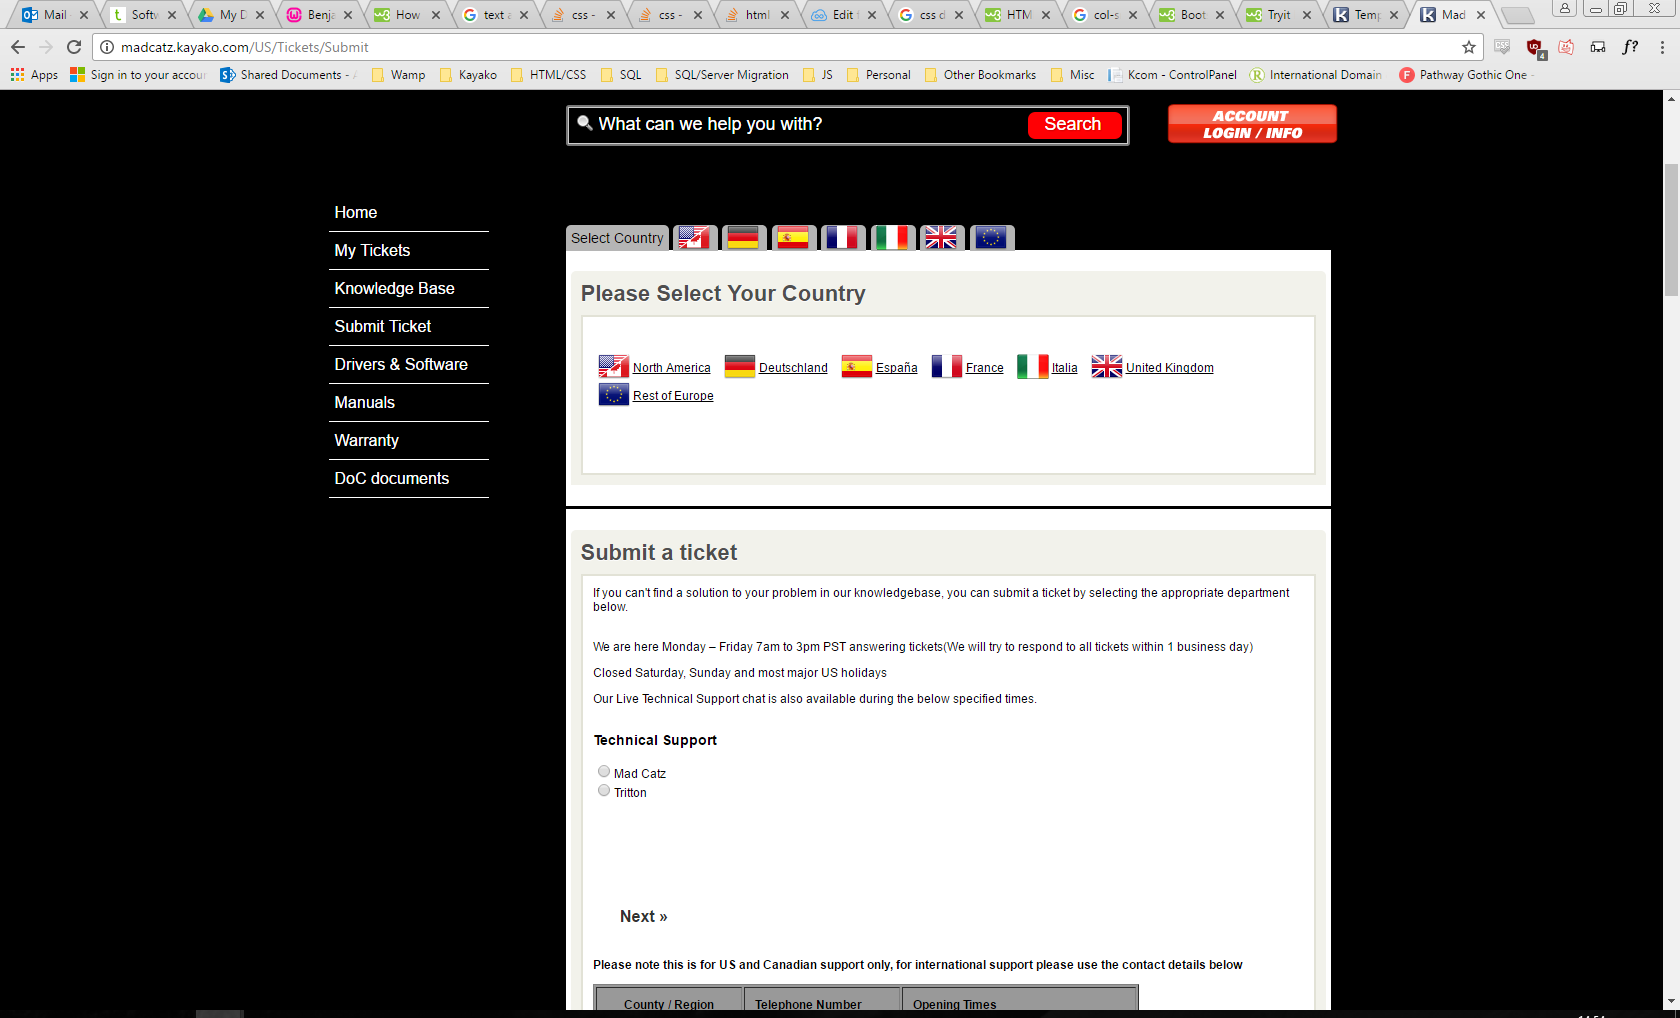 Mail
Softw
My D
Benja
How
text a
css -
css -
html
Edit f
css d
HTM
col-s
Boot
Tryit
Temp
Mad
madcatz.kayako.com/US/Tickets/Submit
Apps
Sign in to your accour
Shared Documents -
Wamp
Kayako
HTML/CSS
SQL
SQL/Server Migration
JS
Personal
Other Bookmarks
Misc
Kcom - ControlPanel
International Domain
Pathway Gothic One -
What can we help you with?
Search
ACCOUNT
LOGIN / INFO
Home
My Tickets
Knowledge Base
Submit Ticket
Drivers & Software
Manuals
Warranty
DoC documents
Select Country
Please Select Your Country
North America Deutschland España France Italia United Kingdom
Rest of Europe
Submit a ticket
If you can't find a solution to your problem in our knowledgebase, you can submit a ticket by selecting the appropriate department
below.
We are here Monday – Friday 7am to 3pm PST answering tickets(We will try to respond to all tickets within 1 business day)
Closed Saturday, Sunday and most major US holidays
Our Live Technical Support chat is also available during the below specified times.
Technical Support
Mad Catz
Tritton
Next »
Please note this is for US and Canadian support only, for international support please use the contact details below
County / Region Telephone Number Opening Times